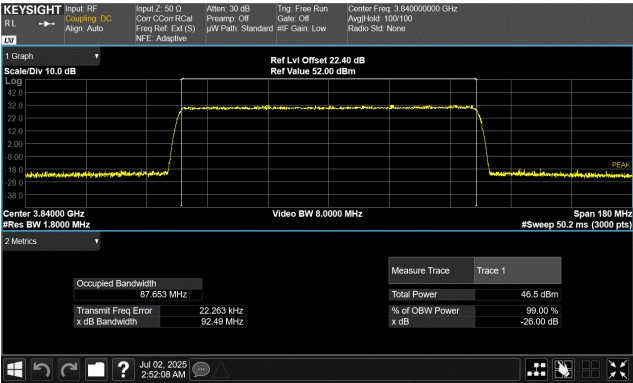 KEYSIGHT
Input: RF
Input Z: 50 Ω
Atten: 30 dB
Trig: Free Run
Center Freq: 3.840000000 GHz
RL
Coupling: DC
Corr CCorr RCal
Preamp: Off
Gate: Off
Avg|Hold: 100/100
Align: Auto
Freq Ref: Ext (S)
µW Path: Standard
#IF Gain: Low
Radio Std: None
LXI
NFE: Adaptive
1 Graph
Ref Lvl Offset 22.40 dB
Scale/Div 10.0 dB
Ref Value 52.00 dBm
Log
42.0
32.0
22.0
12.0
2.00
-8.00
PEAK
-18.0
-28.0
-38.0
Center 3.84000 GHz
Video BW 8.0000 MHz
Span 180 MHz
#Res BW 1.8000 MHz
#Sweep 50.2 ms (3000 pts)
2 Metrics
Measure Trace
Trace 1
Occupied Bandwidth
87.653 MHz
Total Power
46.5 dBm
Transmit Freq Error
22.263 kHz
% of OBW Power
99.00 %
x dB Bandwidth
92.49 MHz
x dB
-26.00 dB
?
Jul 02, 2025
2:52:08 AM